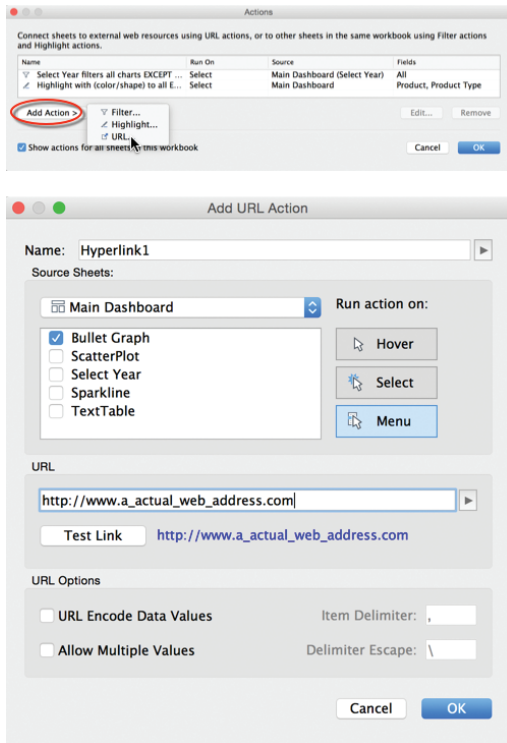 Actions
Connect sheets to external web resources using URL actions, or to other sheets in the same workbook using Filter actions
and Highlight actions.
Name Run On Source Fields
Select Year filters all charts EXCEPT ... Select Main Dashboard (Select Year) All
Highlight with (color/shape) to all E... Select Main Dashboard Product, Product Type
Add Action > Filter... Edit... Remove
Highlight...
URL...
Show actions for all sheets in this workbook Cancel OK
Add URL Action
Name: Hyperlink1
Source Sheets:
Main Dashboard Run action on:
Bullet Graph Hover
ScatterPlot
Select Year Select
Sparkline
TextTable Menu
URL
http://www.a_actual_web_address.com
Test Link http://www.a_actual_web_address.com
URL Options
URL Encode Data Values Item Delimiter: ,
Allow Multiple Values Delimiter Escape: \
Cancel OK